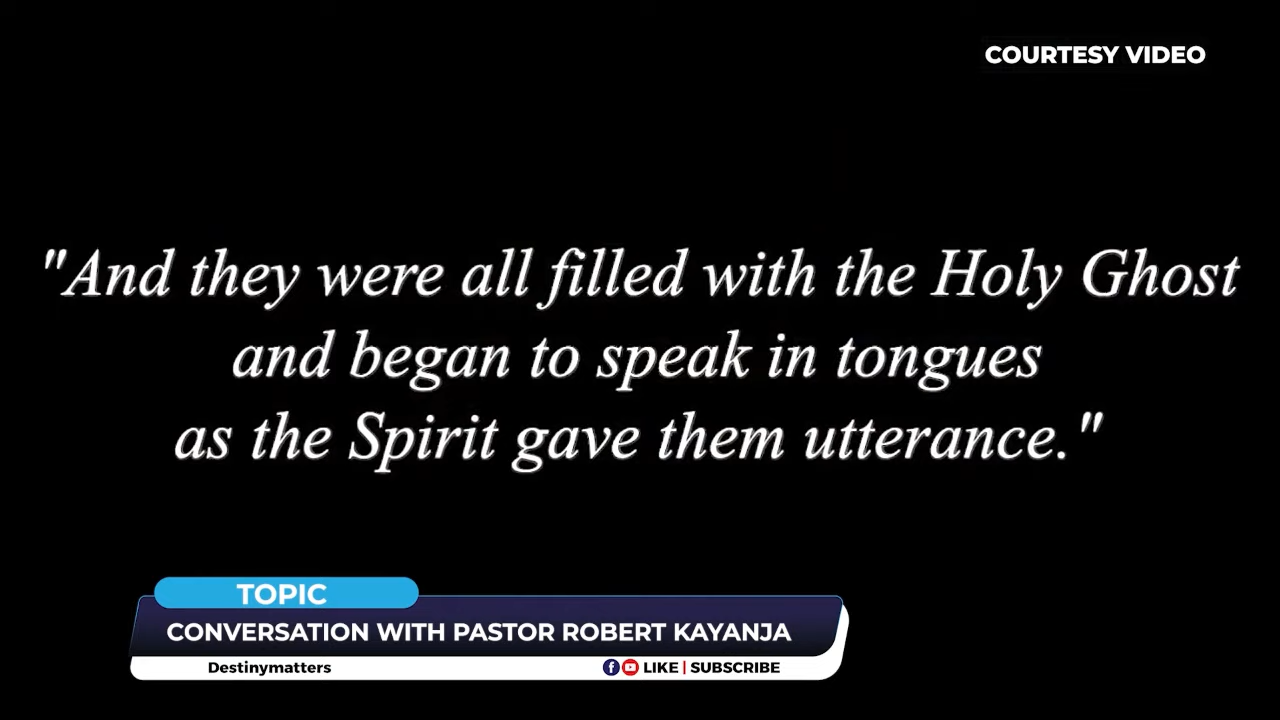 COURTESY VIDEO
"And they were all filled with the Holy Ghost
and began to speak in tongues
as the Spirit gave them utterance."
TOPIC
CONVERSATION WITH PASTOR ROBERT KAYANJA
Destinymatters
LIKE | SUBSCRIBE